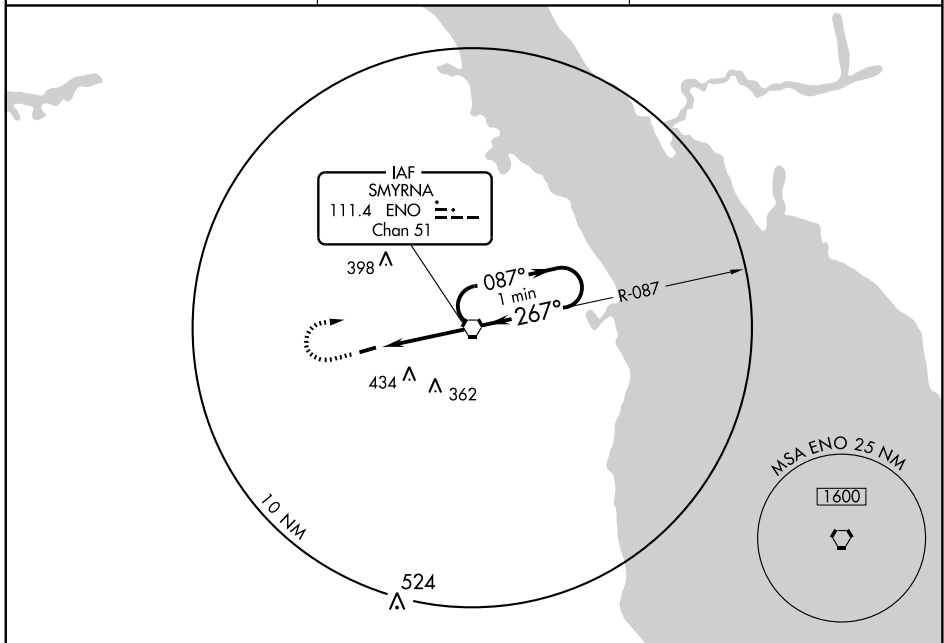 IAF
SMYRNA
111.4 ENO
Chan 51
398
087°
1 min
267°
R-087
434
362
10 NM
524
MSA ENO 25 NM
1600